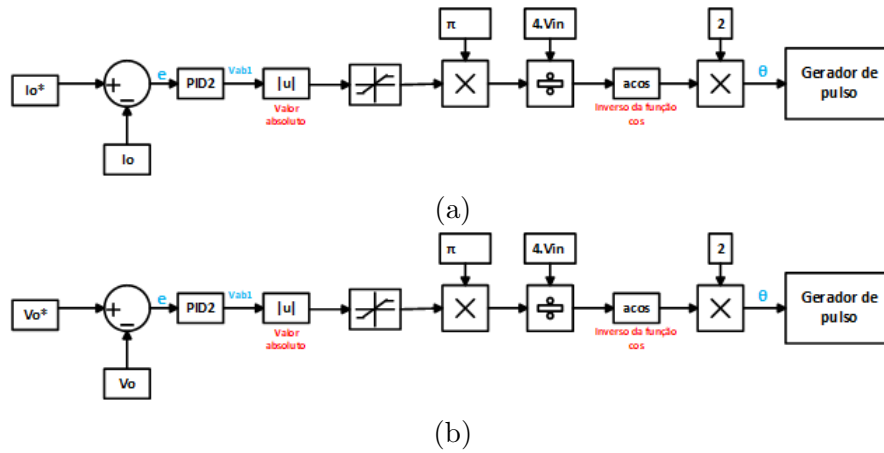 π 4.Vin 2
Io* + − e PID2 Vab1 |u| × ÷ acos × θ Gerador de
pulso
Valor
absoluto
Inverso da função
cos
Io
(a)
π 4.Vin 2
Vo* + − e PID2 Vab1 |u| × ÷ acos × θ Gerador de
pulso
Valor
absoluto
Inverso da função
cos
Vo
(b)